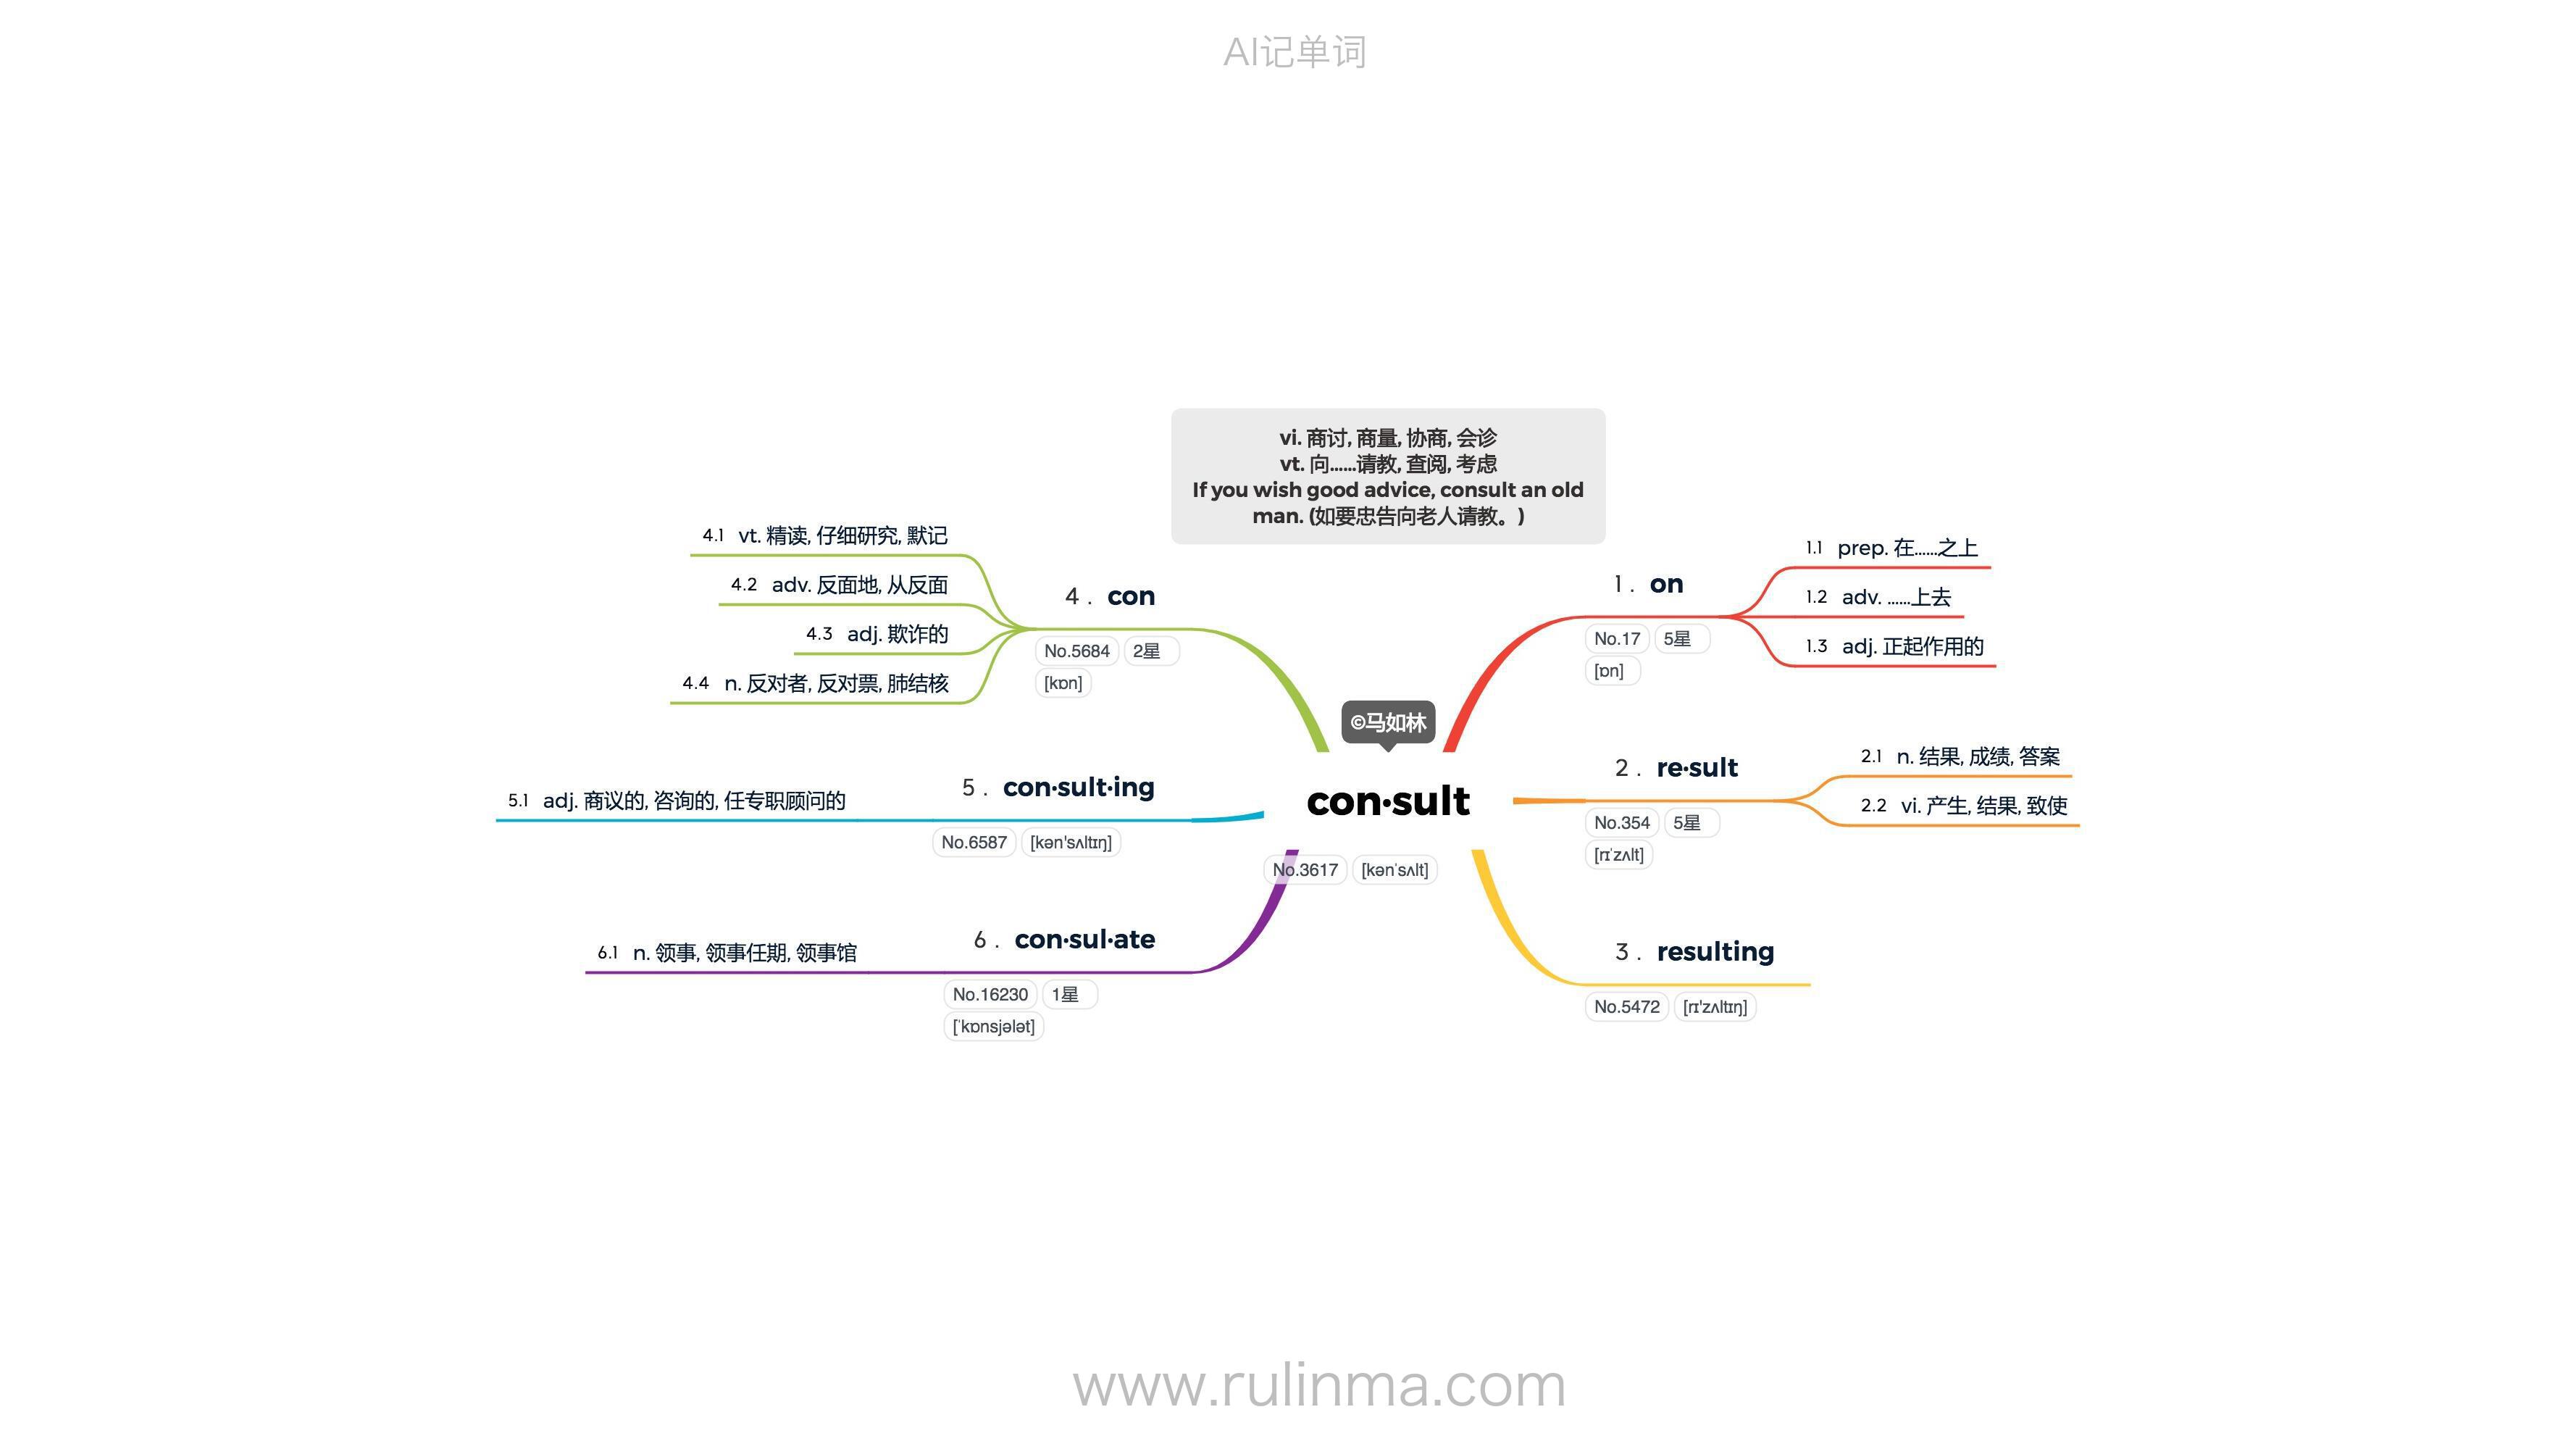 AI记单词
vi. 商讨, 商量, 协商, 会诊
vt. 向……请教, 查阅, 考虑
If you wish good advice, consult an old
man. (如要忠告向老人请教。)
©马如林
con·sult
No.3617 [kənˈsʌlt]
1. on
No.17 5星
[ɒn]
1.1 prep. 在……之上
1.2 adv. ……上去
1.3 adj. 正起作用的
2. re·sult
No.354 5星
[rɪˈzʌlt]
2.1 n. 结果, 成绩, 答案
2.2 vi. 产生, 结果, 致使
3. resulting
No.5472 [rɪ'zʌltɪŋ]
4. con
No.5684 2星
[kɒn]
4.1 vt. 精读, 仔细研究, 默记
4.2 adv. 反面地, 从反面
4.3 adj. 欺诈的
4.4 n. 反对者, 反对票, 肺结核
5. con·sult·ing
No.6587 [kən'sʌltɪŋ]
5.1 adj. 商议的, 咨询的, 任专职顾问的
6. con·sul·ate
No.16230 1星
[ˈkɒnsjələt]
6.1 n. 领事, 领事任期, 领事馆
www.rulinma.com